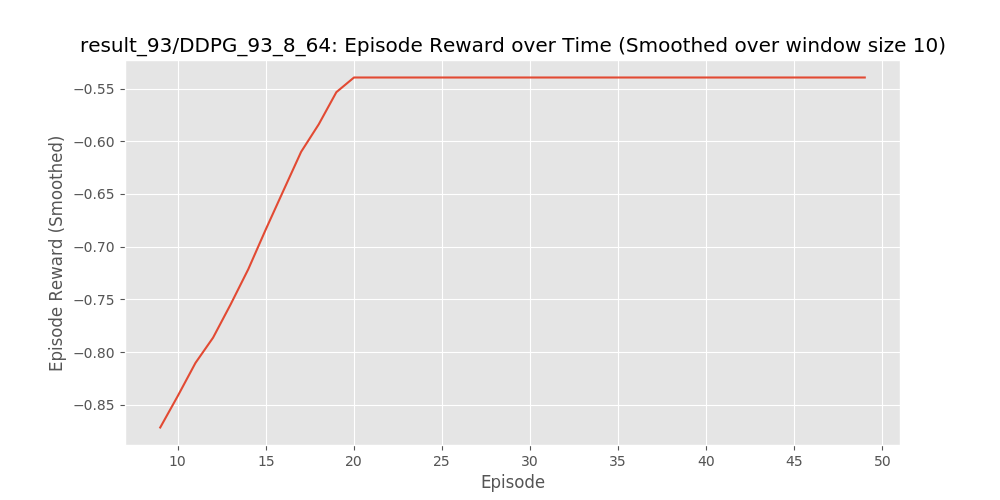 result_93/DDPG_93_8_64: Episode Reward over Time (Smoothed over window size 10)
Episode Reward (Smoothed)
−0.55
−0.60
−0.65
−0.70
−0.75
−0.80
−0.85
10 15 20 25 30 35 40 45 50
Episode